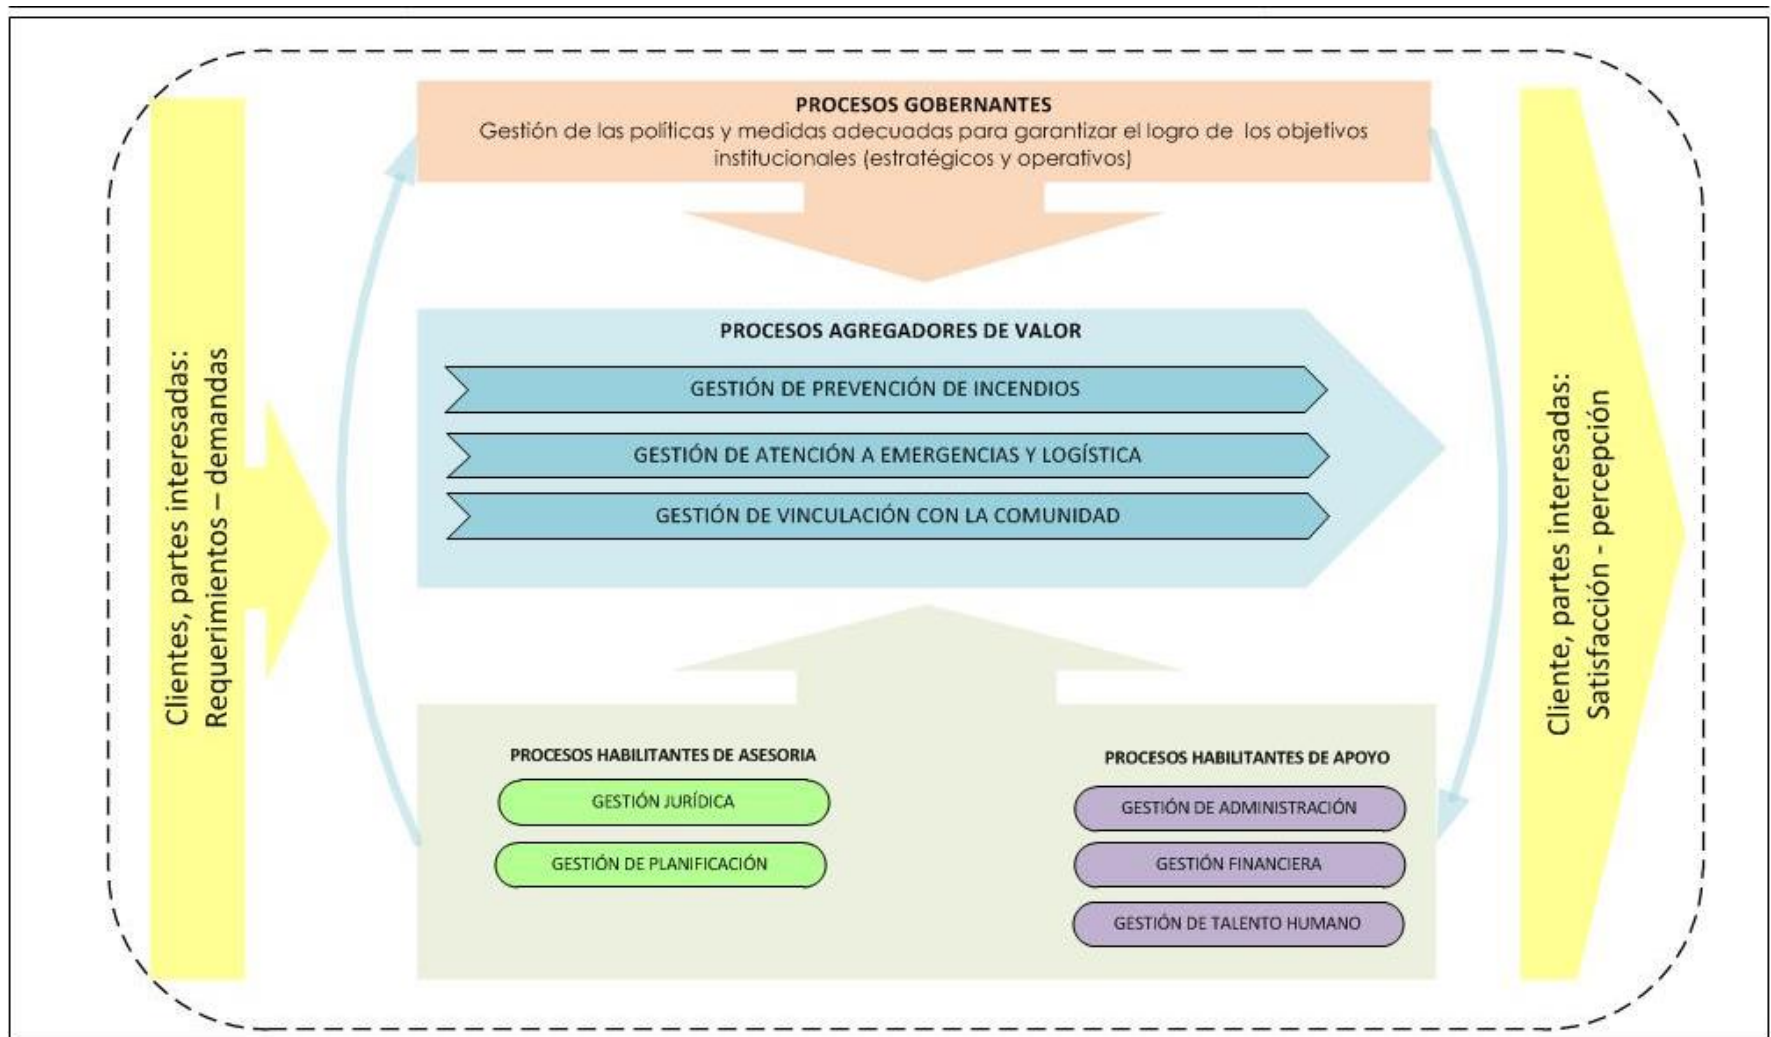 PROCESOS GOBERNANTES
Gestión de las políticas y medidas adecuadas para garantizar el logro de los objetivos
institucionales (estratégicos y operativos)
Clientes, partes interesadas:
Requerimientos – demandas
PROCESOS AGREGADORES DE VALOR
GESTIÓN DE PREVENCIÓN DE INCENDIOS
GESTIÓN DE ATENCIÓN A EMERGENCIAS Y LOGÍSTICA
GESTIÓN DE VINCULACIÓN CON LA COMUNIDAD
PROCESOS HABILITANTES DE ASESORIA
GESTIÓN JURÍDICA
GESTIÓN DE PLANIFICACIÓN
PROCESOS HABILITANTES DE APOYO
GESTIÓN DE ADMINISTRACIÓN
GESTIÓN FINANCIERA
GESTIÓN DE TALENTO HUMANO
Cliente, partes interesadas:
Satisfacción - percepción